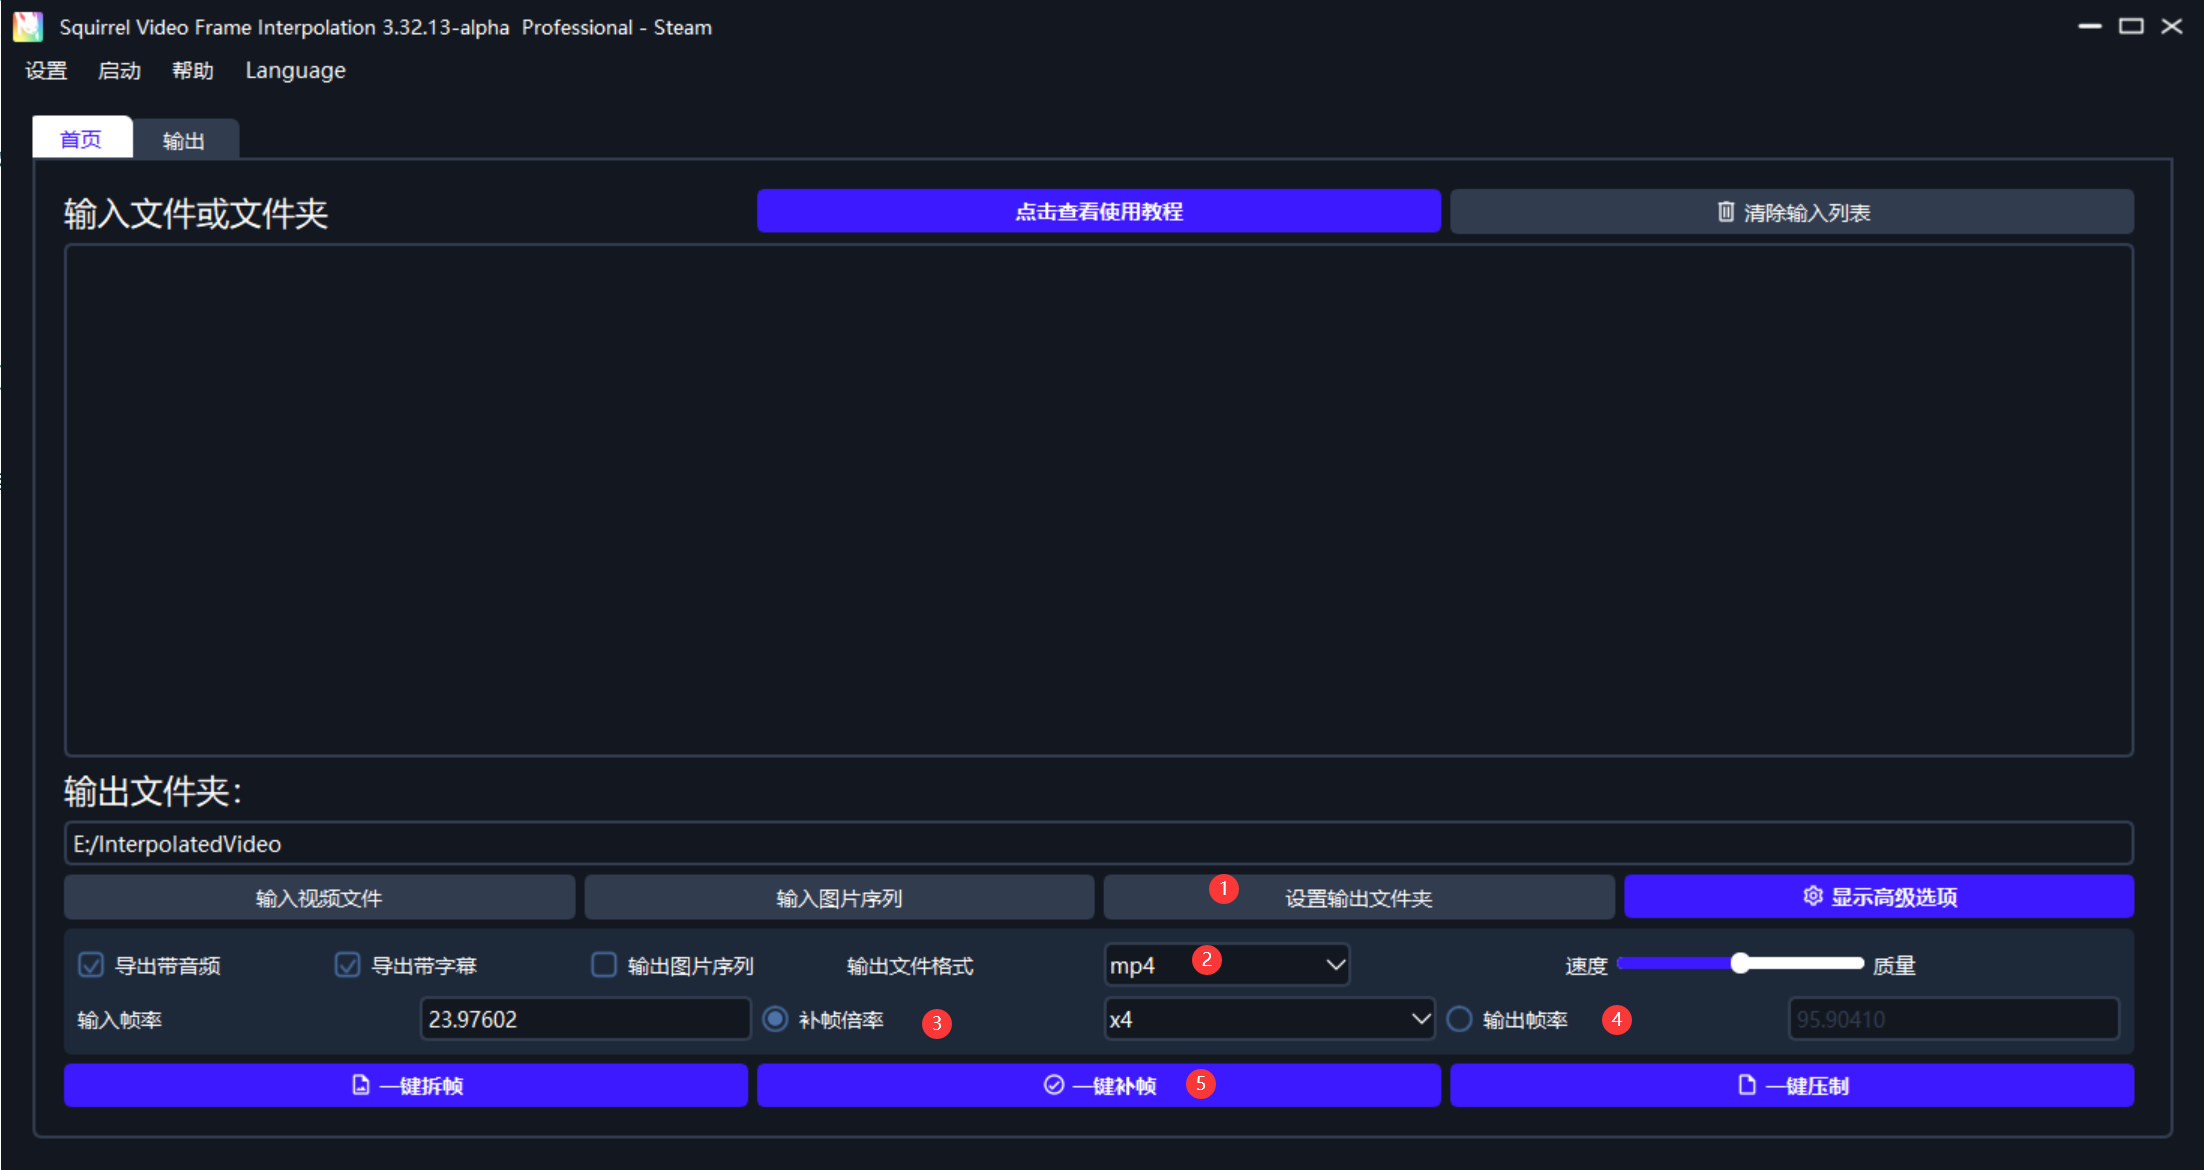 Squirrel Video Frame Interpolation 3.32.13-alpha Professional - Steam
设置 启动 帮助 Language
首页 输出
输入文件或文件夹 点击查看使用教程 清除输入列表
输出文件夹：
E:/InterpolatedVideo
输入视频文件 输入图片序列 1 设置输出文件夹 显示高级选项
导出带音频 导出带字幕 输出图片序列 输出文件格式 mp4 2 速度 质量
输入帧率 23.97602 补帧倍率 3 x4 输出帧率 4 95.90410
一键拆帧 一键补帧 5 一键压制